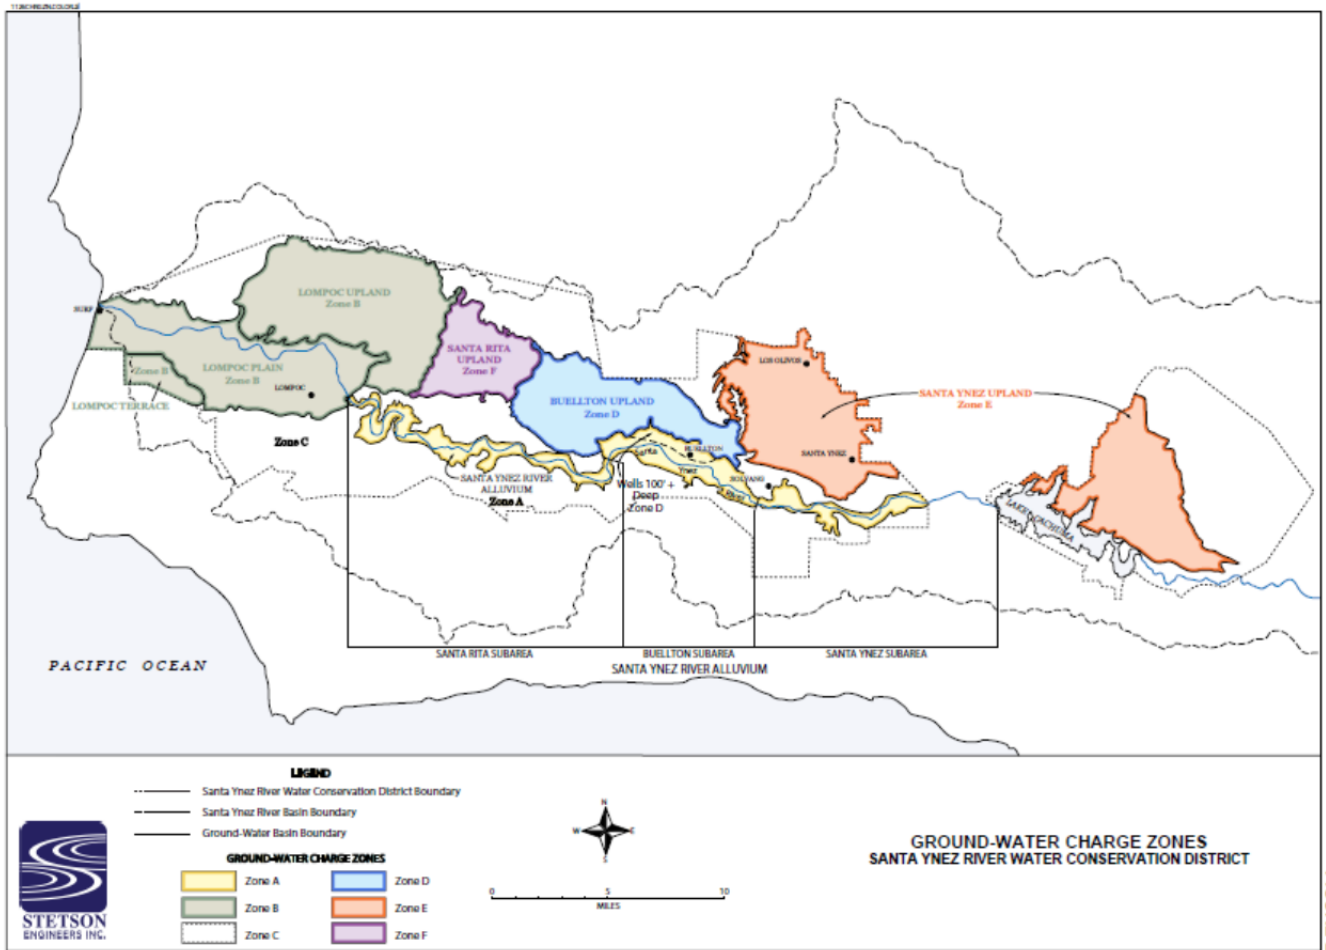 SURF
LOMPOC UPLAND
Zone B
SANTA RITA
UPLAND
Zone F
LOMPOC PLAIN
Zone B
Zone B
LOMPOC
LOMPOC TERRACE
Zone C
BUELLTON UPLAND
Zone D
LOS OLIVOS
SANTA YNEZ UPLAND
Zone E
SANTA YNEZ
BUELLTON
Santa
Ynez
River
SOLVANG
SANTA YNEZ RIVER
ALLUVIUM
Zone A
Wells 100' +
Deep
Zone D
LAKE CACHUMA
SANTA RITA SUBAREA
BUELLTON SUBAREA
SANTA YNEZ SUBAREA
SANTA YNEZ RIVER ALLUVIUM
PACIFIC OCEAN
LEGEND
Santa Ynez River Water Conservation District Boundary
Santa Ynez River Basin Boundary
Ground-Water Basin Boundary
GROUND-WATER CHARGE ZONES
Zone A
Zone D
Zone B
Zone E
Zone C
Zone F
N
W E
S
0 5 10
MILES
GROUND-WATER CHARGE ZONES
SANTA YNEZ RIVER WATER CONSERVATION DISTRICT
STETSON
ENGINEERS INC.